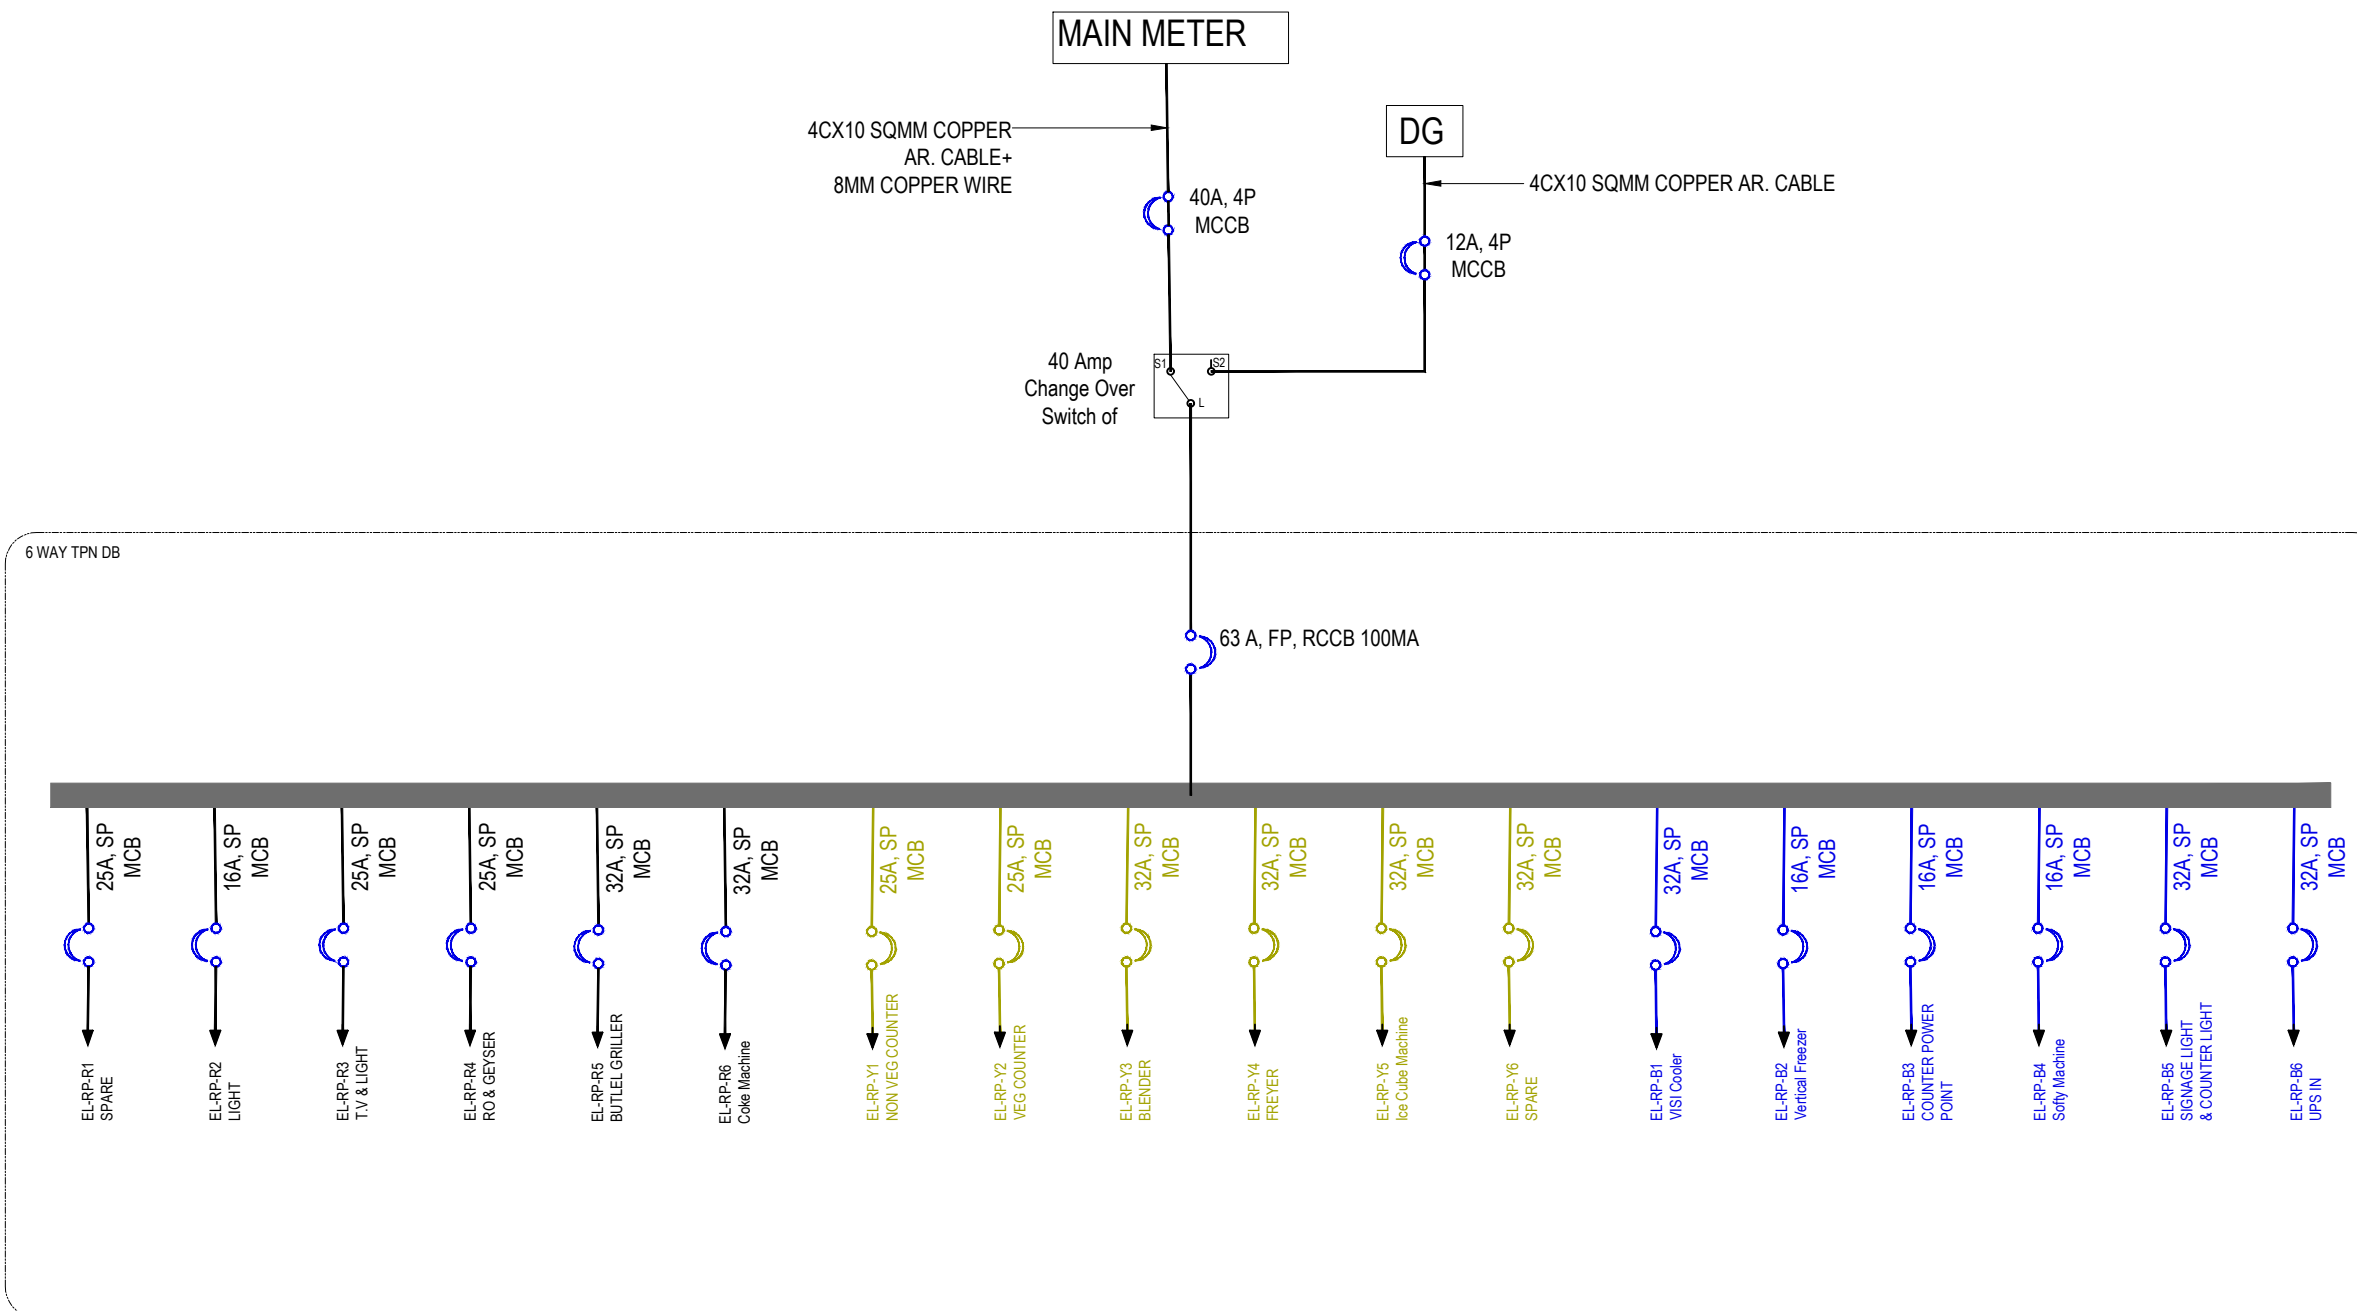 MAIN METER
DG
4CX10 SQMM COPPER
AR. CABLE+
8MM COPPER WIRE
4CX10 SQMM COPPER AR. CABLE
40A, 4P
MCCB
12A, 4P
MCCB
40 Amp
Change Over
Switch of
S1
S2
L
6 WAY TPN DB
63 A, FP, RCCB 100MA
25A, SP
MCB
16A, SP
MCB
25A, SP
MCB
25A, SP
MCB
32A, SP
MCB
32A, SP
MCB
25A, SP
MCB
25A, SP
MCB
32A, SP
MCB
32A, SP
MCB
32A, SP
MCB
32A, SP
MCB
32A, SP
MCB
16A, SP
MCB
16A, SP
MCB
16A, SP
MCB
32A, SP
MCB
32A, SP
MCB
EL-RP-R1
SPARE
EL-RP-R2
LIGHT
EL-RP-R3
T.V & LIGHT
EL-RP-R4
RO & GEYSER
EL-RP-R5
BUTLEL GRILLER
EL-RP-R6
Coke Machine
EL-RP-Y1
NON VEG COUNTER
EL-RP-Y2
VEG COUNTER
EL-RP-Y3
BLENDER
EL-RP-Y4
FREYER
EL-RP-Y5
Ice Cube Machine
EL-RP-Y6
SPARE
EL-RP-B1
VISI Cooler
EL-RP-B2
Vertical Freezer
EL-RP-B3
COUNTER POWER
POINT
EL-RP-B4
Softy Machine
EL-RP-B5
SIGNAGE LIGHT
& COUNTER LIGHT
EL-RP-B6
UPS IN